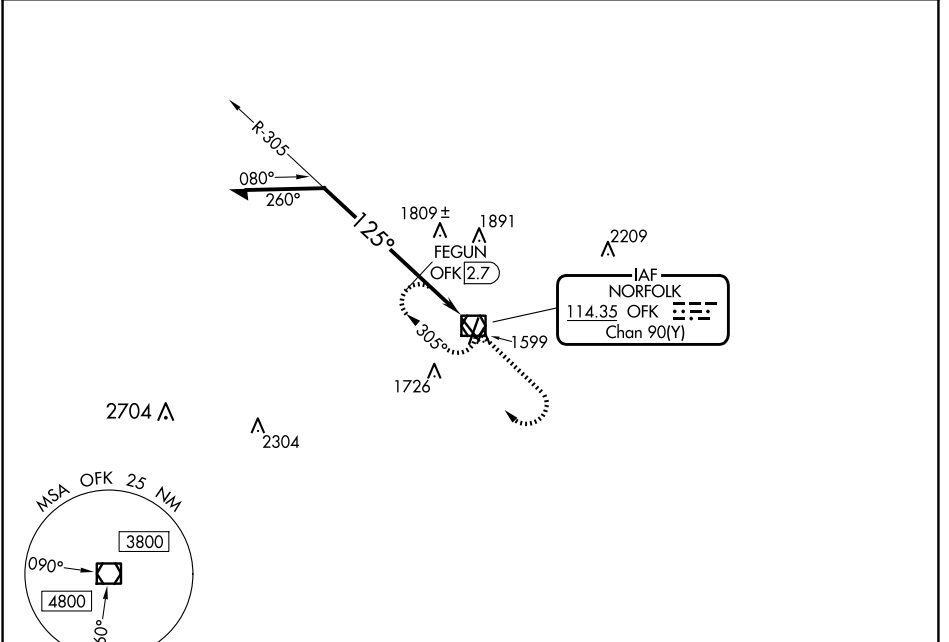 R-305
080°
260°
125°
1809±
1891
FEGUN
OFK 2.7
2209
IAF
NORFOLK
114.35 OFK
Chan 90(Y)
305°
1599
1726
2704
2304
MSA OFK 25 NM
3800
090°
4800